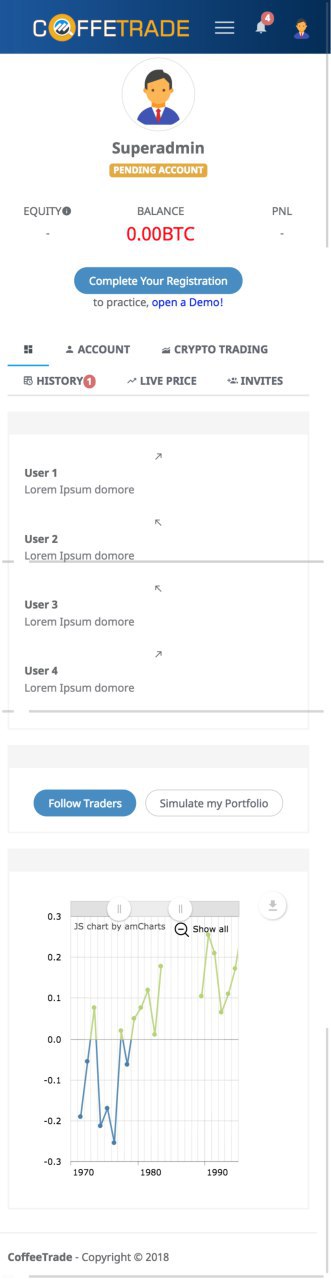 COFFETRADE
4
Superadmin
PENDING ACCOUNT
EQUITY BALANCE PNL
- 0.00BTC -
Complete Your Registration
to practice, open a Demo!
ACCOUNT CRYPTO TRADING
HISTORY 1 LIVE PRICE INVITES
User 1
Lorem Ipsum domore
User 2
Lorem Ipsum domore
User 3
Lorem Ipsum domore
User 4
Lorem Ipsum domore
Follow Traders Simulate my Portfolio
0.3
JS chart by amCharts Show all
0.2
0.1
0.0
-0.1
-0.2
-0.3
1970 1980 1990
CoffeeTrade - Copyright © 2018